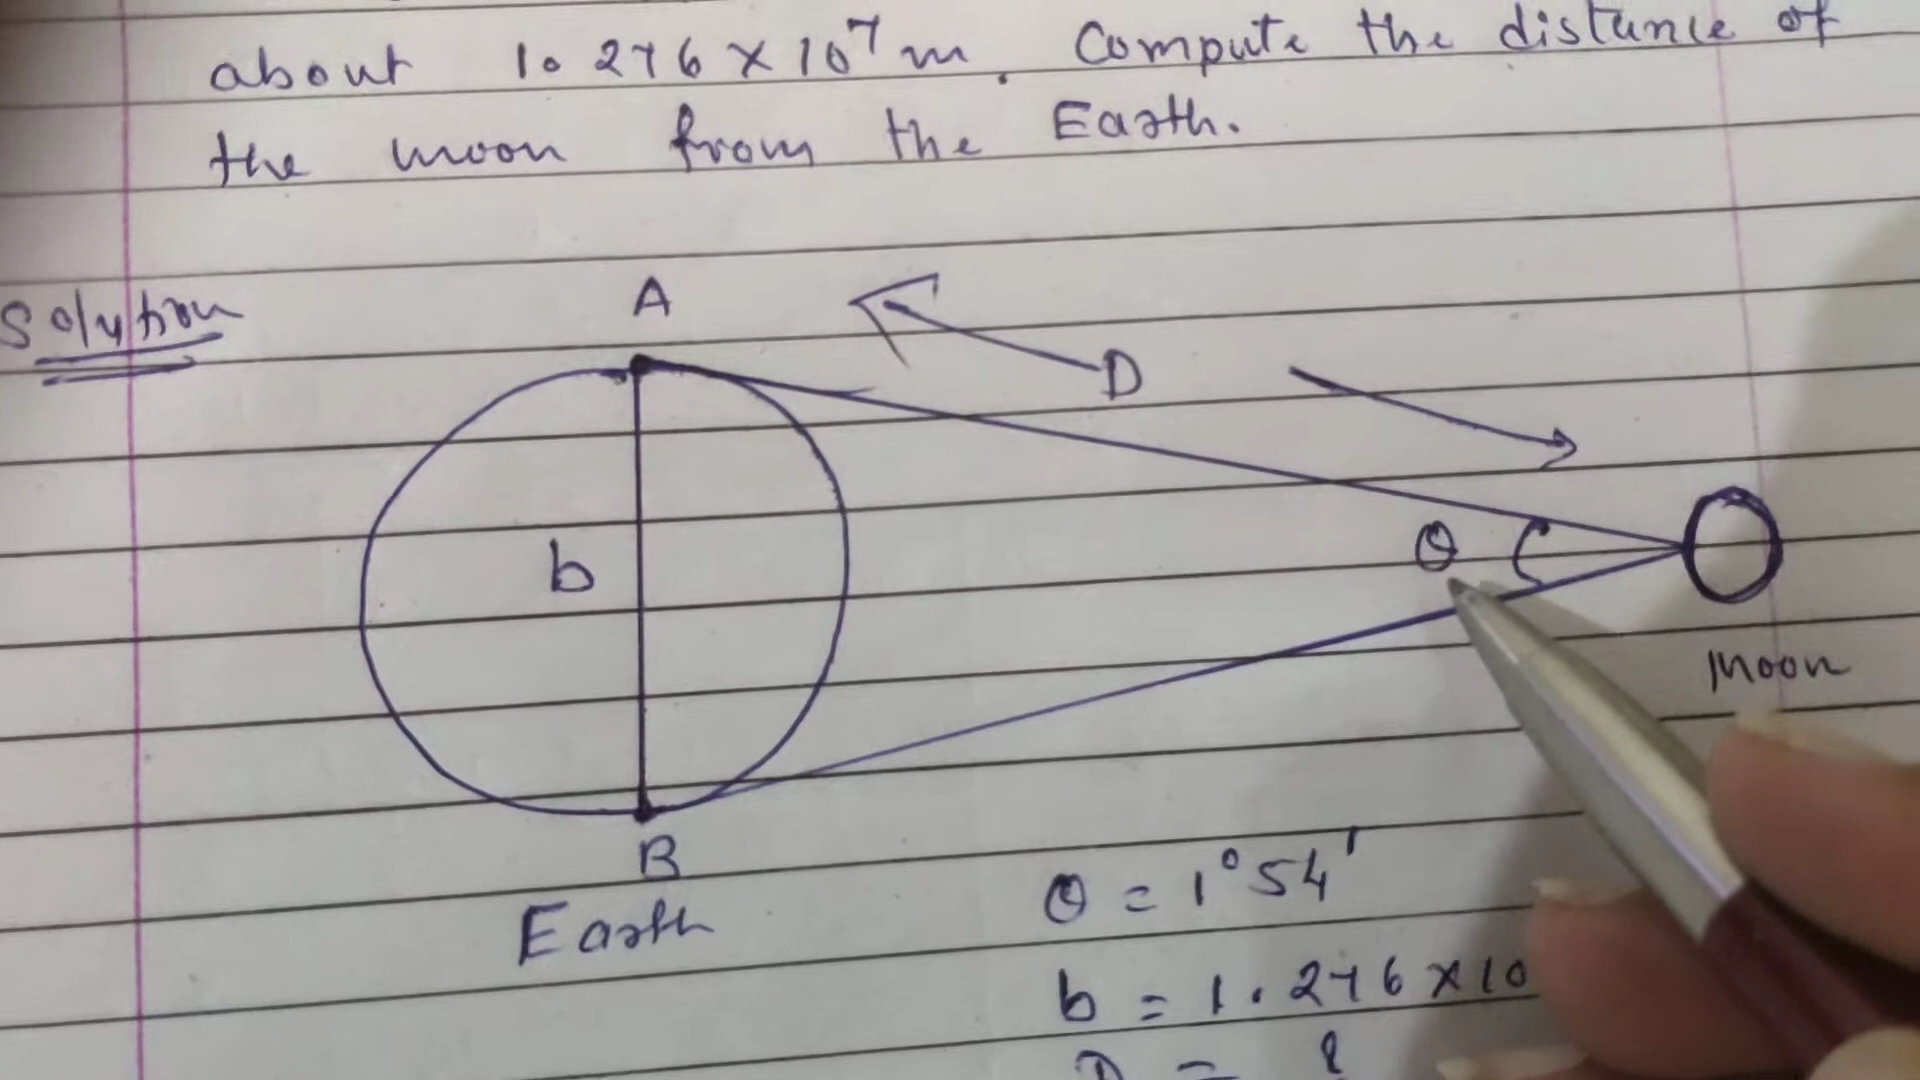 about 1.276 × 10⁷ m. Compute the distance of
the moon from the Earth.
Solution
A
D
b
θ
Moon
B
Earth
θ = 1°54'
b = 1.276 × 10
D = ?